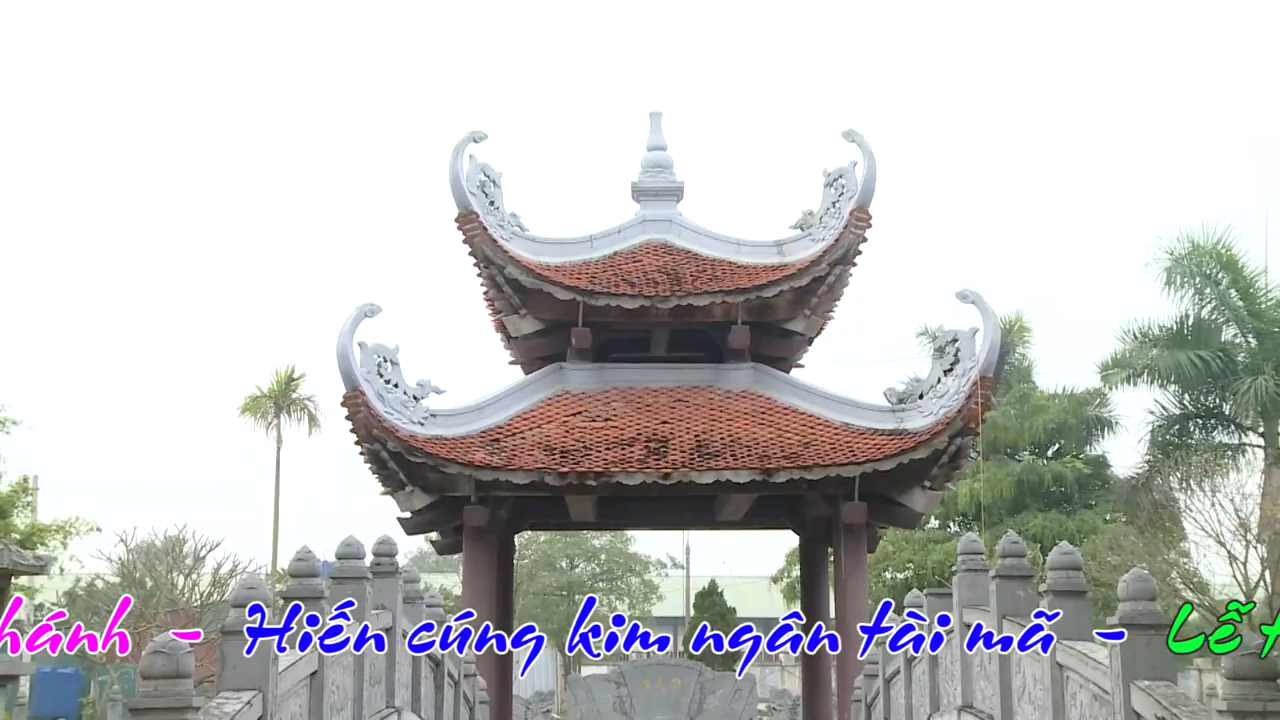 hánh - Hiến cúng kim ngân tài mã - Lễ